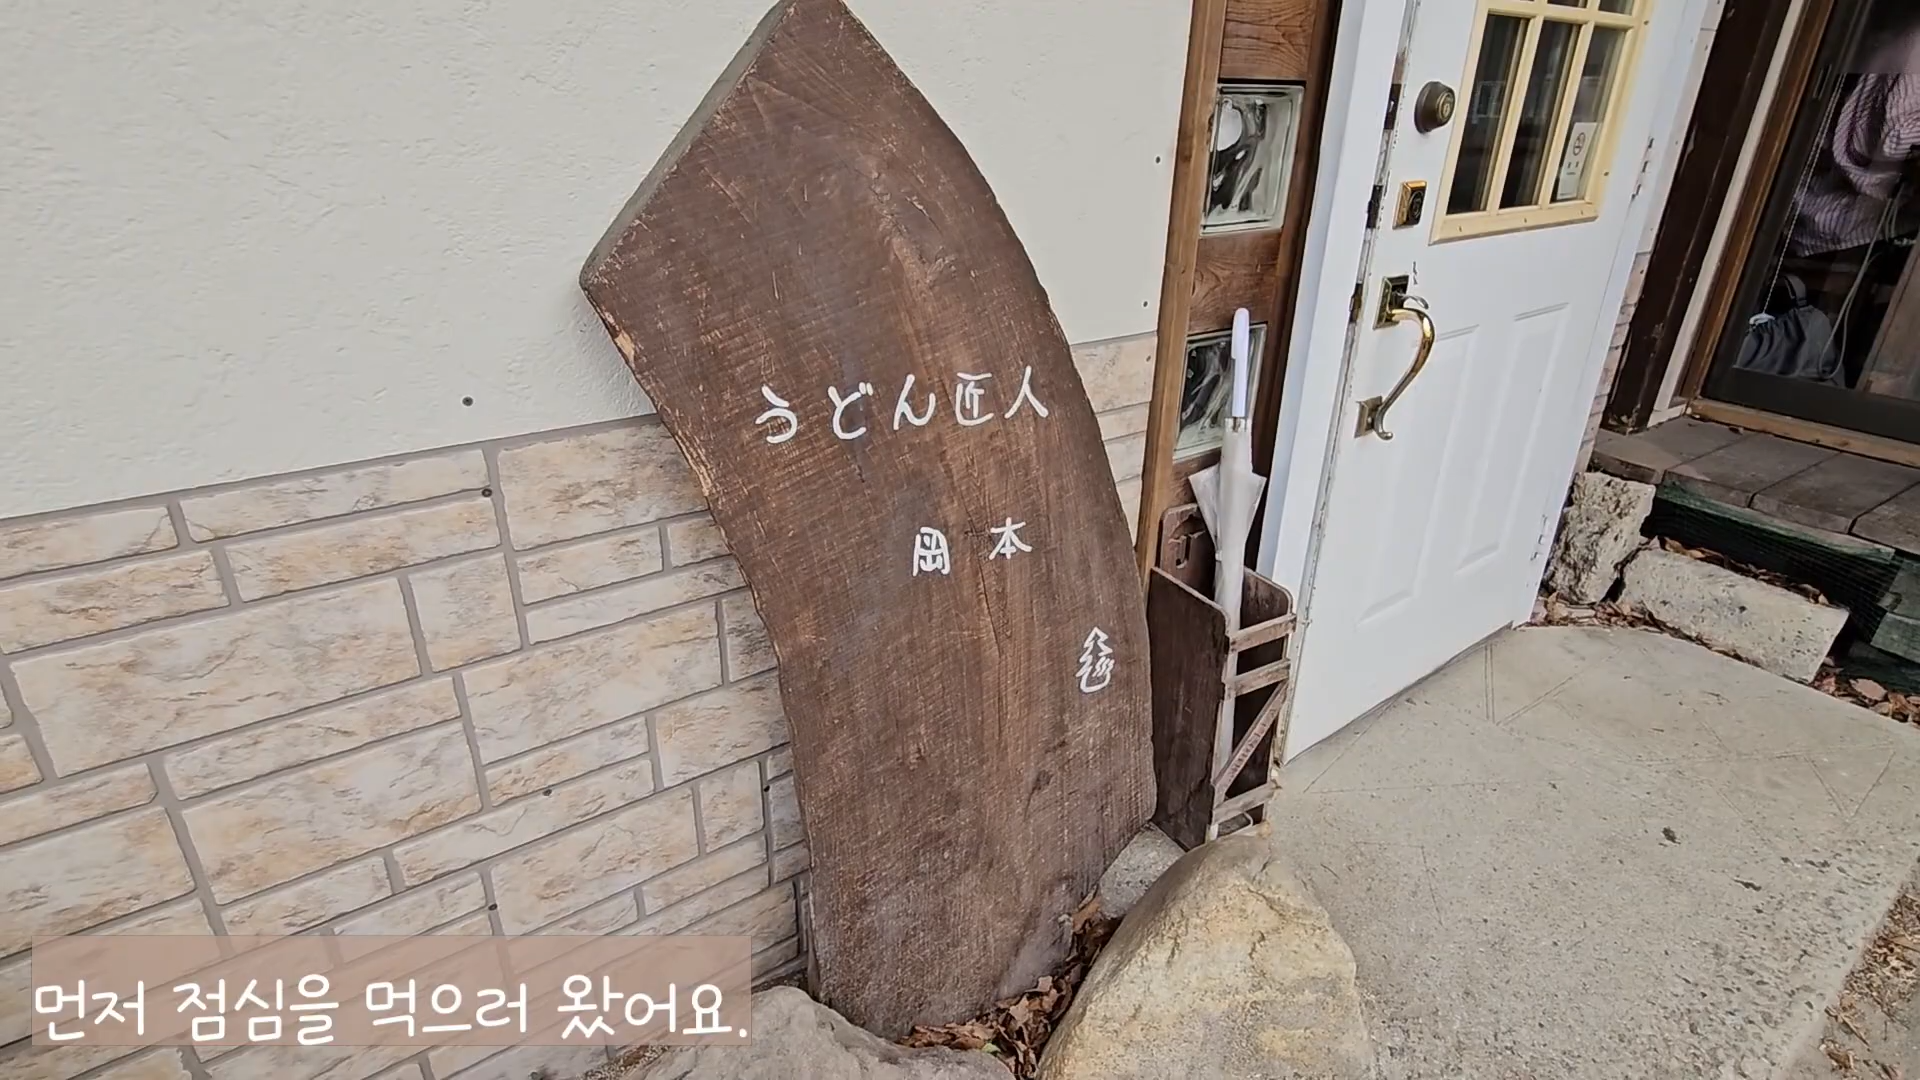 うどん匠人
岡本
먼저 점심을 먹으러 왔어요.